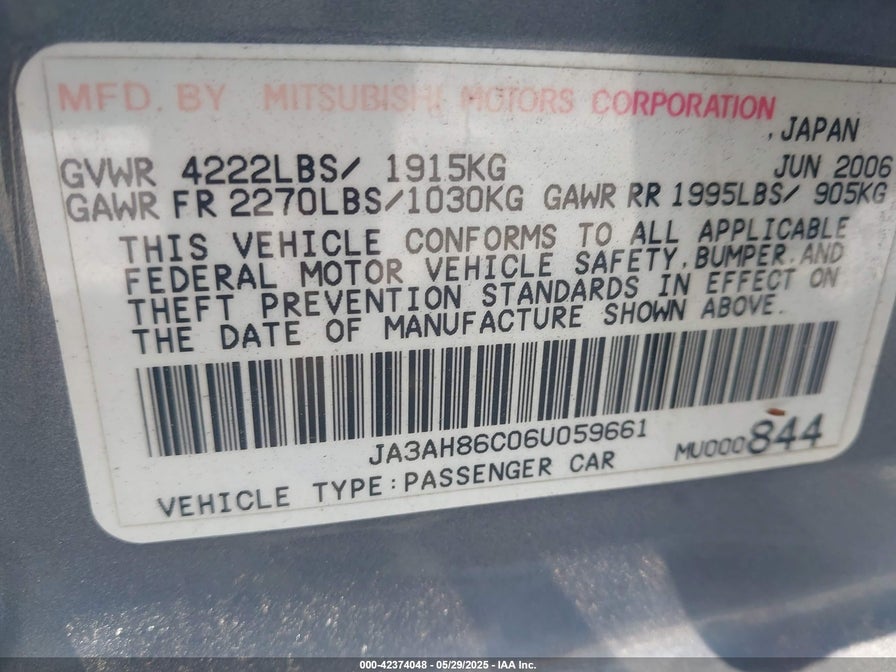 MFD. BY MITSUBISHI MOTORS CORPORATION
, JAPAN
GVWR 4222LBS/ 1915KG JUN 2006
GAWR FR 2270LBS/1030KG GAWR RR 1995LBS/ 905KG
THIS VEHICLE CONFORMS TO ALL APPLICABLE
FEDERAL MOTOR VEHICLE SAFETY, BUMPER, AND
THEFT PREVENTION STANDARDS IN EFFECT ON
THE DATE OF MANUFACTURE SHOWN ABOVE.
JA3AH86C06U059661 MU000844
VEHICLE TYPE:PASSENGER CAR
000-42374048 - 05/29/2025 - IAA Inc.